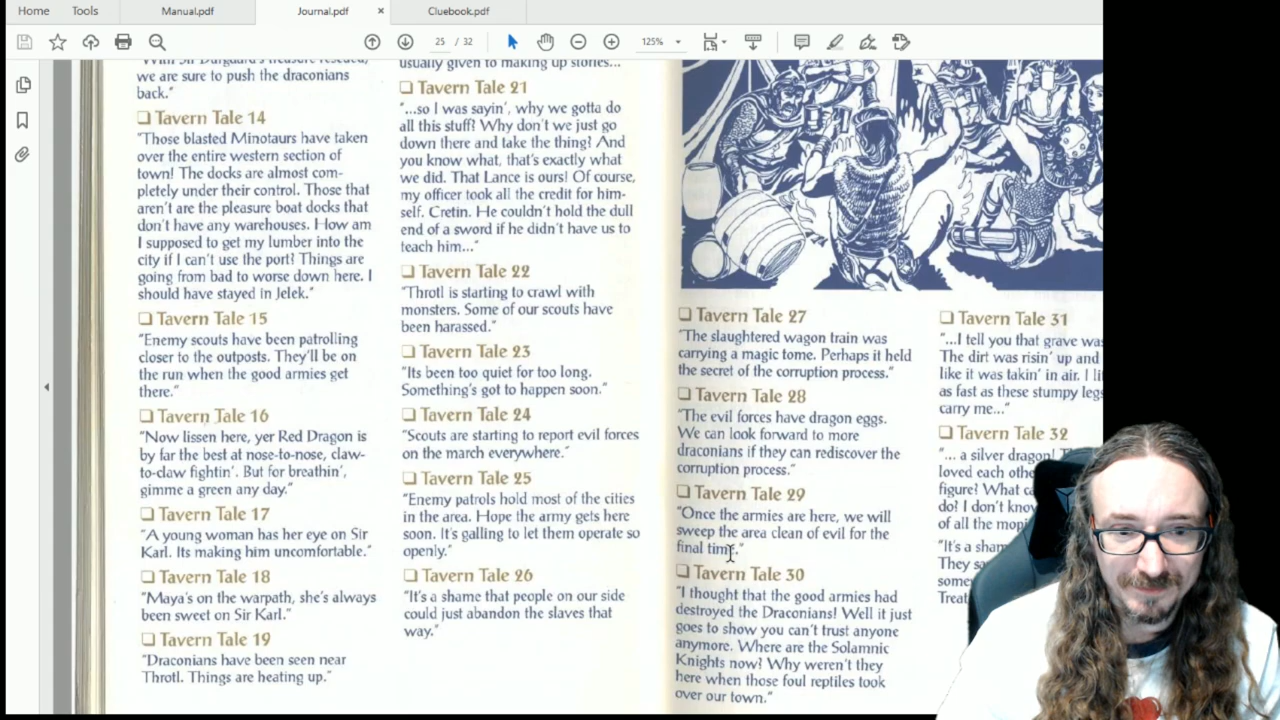 Home
Tools
Manual.pdf
Journal.pdf
×
Cluebook.pdf
25 / 32
125%
we are sure to push the draconians
back."
❑ Tavern Tale 14
"Those blasted Minotaurs have taken
over the entire western section of
town! The docks are almost com-
pletely under their control. Those that
aren't are the pleasure boat docks that
don't have any warehouses. How am
I supposed to get my lumber into the
city if I can't use the port? Things are
going from bad to worse down here. I
should have stayed in Jelek."
❑ Tavern Tale 15
"Enemy scouts have been patrolling
closer to the outposts. They'll be on
the run when the good armies get
there."
❑ Tavern Tale 16
"Now lissen here, yer Red Dragon is
by far the best at nose-to-nose, claw-
to-claw fightin'. But for breathin',
gimme a green any day."
❑ Tavern Tale 17
"A young woman has her eye on Sir
Karl. Its making him uncomfortable."
❑ Tavern Tale 18
"Maya's on the warpath, she's always
been sweet on Sir Karl."
❑ Tavern Tale 19
"Draconians have been seen near
Throtl. Things are heating up."
usually given to making up stories...
❑ Tavern Tale 21
"...so I was sayin', why we gotta do
all this stuff? Why don't we just go
down there and take the thing? And
you know what, that's exactly what
we did. That Lance is ours! Of course,
my officer took all the credit for him-
self. Cretin. He couldn't hold the dull
end of a sword if he didn't have us to
teach him..."
❑ Tavern Tale 22
"Throtl is starting to crawl with
monsters. Some of our scouts have
been harassed."
❑ Tavern Tale 23
"Its been too quiet for too long.
Something's got to happen soon."
❑ Tavern Tale 24
"Scouts are starting to report evil forces
on the march everywhere."
❑ Tavern Tale 25
"Enemy patrols hold most of the cities
in the area. Hope the army gets here
soon. It's galling to let them operate so
openly."
❑ Tavern Tale 26
"It's a shame that people on our side
could just abandon the slaves that
way."
❑ Tavern Tale 27
"The slaughtered wagon train was
carrying a magic tome. Perhaps it held
the secret of the corruption process."
❑ Tavern Tale 28
"The evil forces have dragon eggs.
We can look forward to more
draconians if they can rediscover the
corruption process."
❑ Tavern Tale 29
"Once the armies are here, we will
sweep the area clean of evil for the
final time."
❑ Tavern Tale 30
"I thought that the good armies had
destroyed the Draconians! Well it just
goes to show you can't trust anyone
anymore. Where are the Solamnic
Knights now? Why weren't they
here when those foul reptiles took
over our town."
❑ Tavern Tale 31
"...I tell you that grave was
The dirt was risin' up and
like it was takin' in air. I
as fast as these stumpy legs
carry me..."
❑ Tavern Tale 32
"... a silver dragon!
loved each
figure? What
do? I don't
of all the
"It's a
They